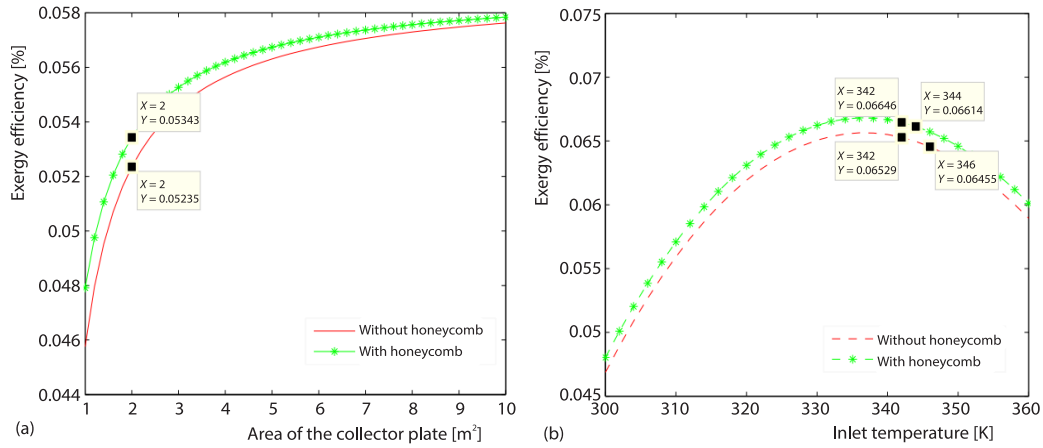 Exergy efficiency [%]
0.058
0.056
0.054
0.052
0.05
0.048
0.046
0.044
X = 2
Y = 0.05343
X = 2
Y = 0.05235
Without honeycomb
With honeycomb
1 2 3 4 5 6 7 8 9 10
(a) Area of the collector plate [m²]
Exergy efficiency [%]
0.075
0.07
0.065
0.06
0.055
0.05
0.045
X = 342
Y = 0.06646
X = 344
Y = 0.06614
X = 342
Y = 0.06529
X = 346
Y = 0.06455
Without honeycomb
With honeycomb
300 310 320 330 340 350 360
(b) Inlet temperature [K]